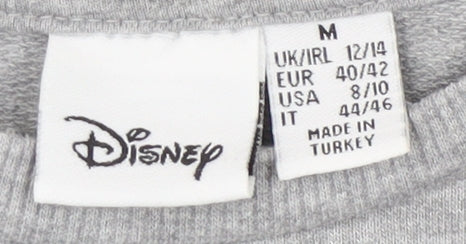 Disney
M
UK/IRL 12/14
EUR 40/42
USA 8/10
IT 44/46
MADE IN
TURKEY